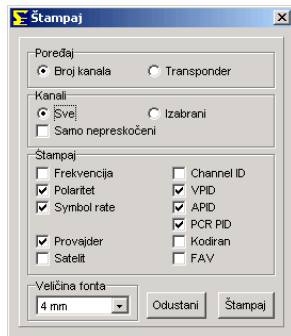 Štampaj
Poređaj
Broj kanala Transponder
Kanali
Sve Izabrani
Samo nepreskočeni
Štampaj
Frekvencija Channel ID
Polaritet VPID
Symbol rate APID
PCR PID
Provajder Kodiran
Satelit FAV
Veličina fonta
4 mm Odustani Štampaj